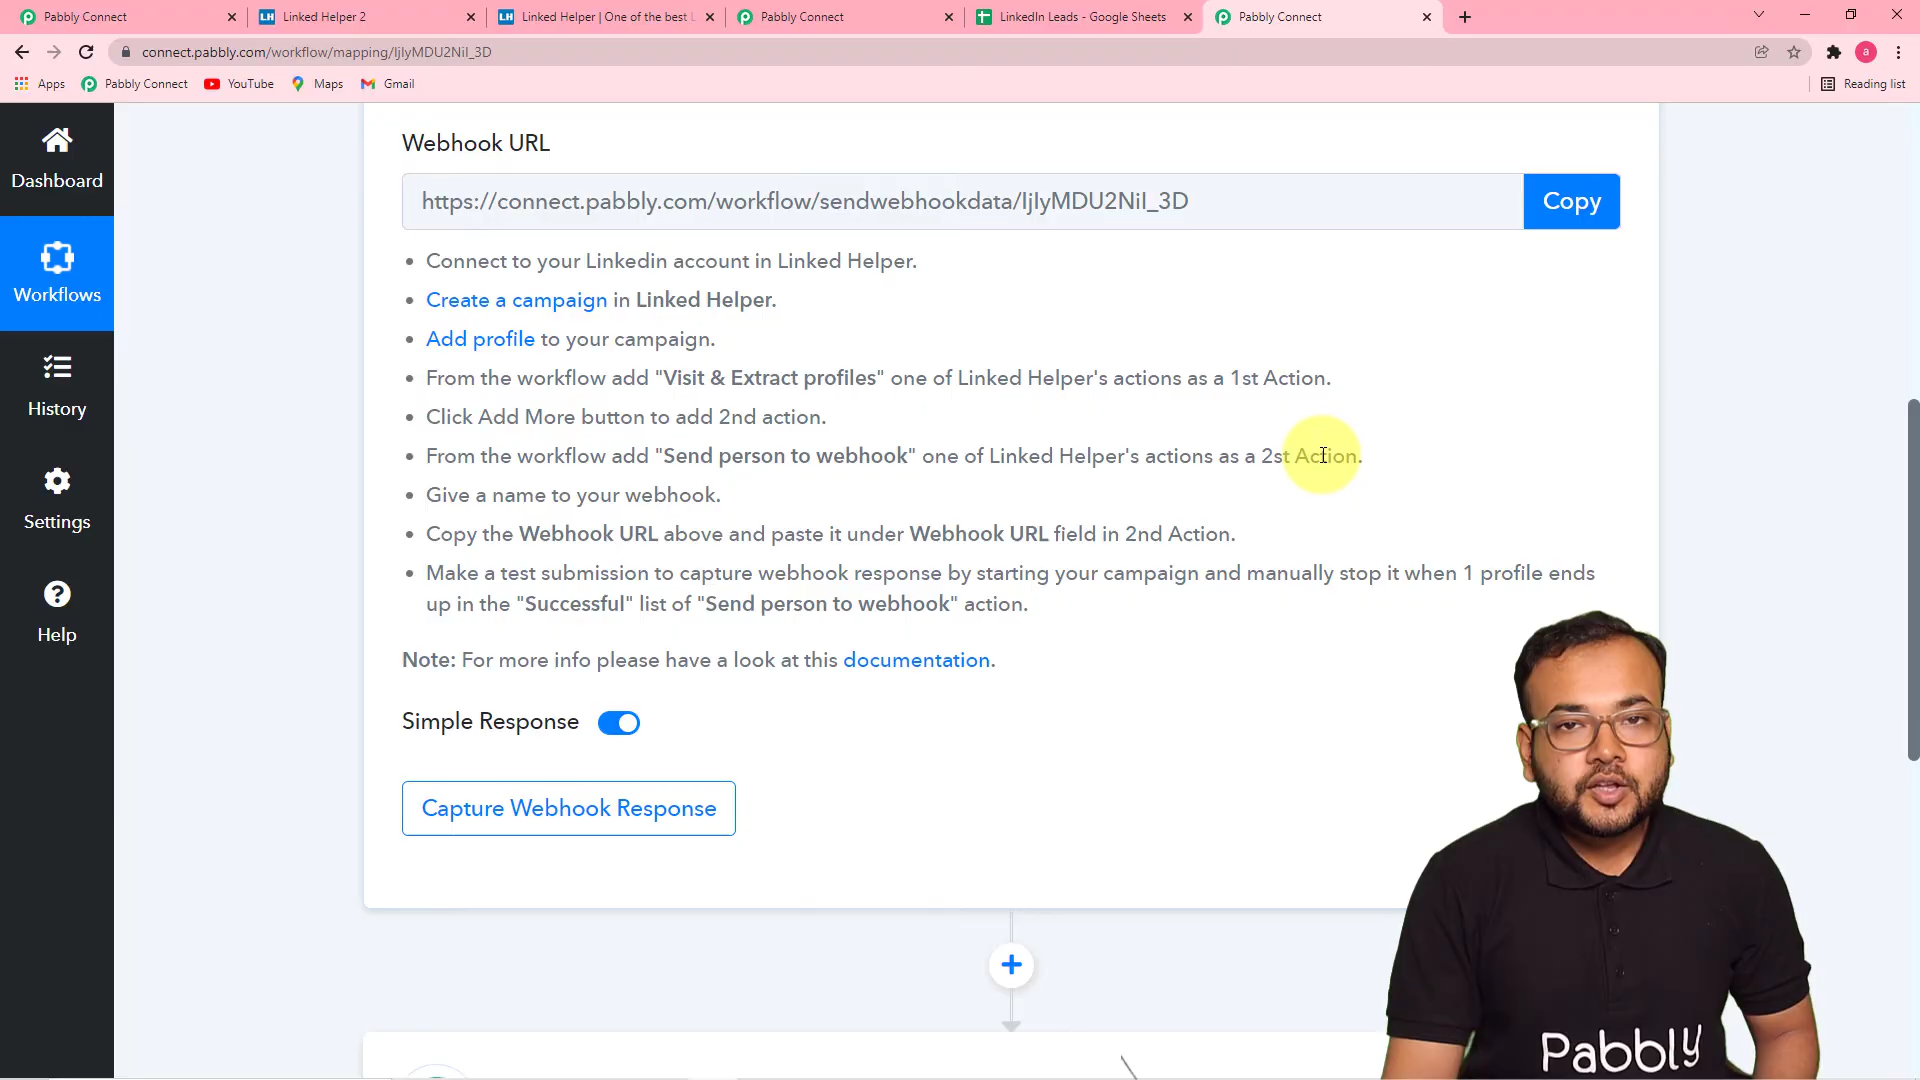 Pabbly Connect
Linked Helper 2
Linked Helper | One of the best L
Pabbly Connect
LinkedIn Leads - Google Sheets
Pabbly Connect
connect.pabbly.com/workflow/mapping/IjIyMDU2NiI_3D
a
Apps
Pabbly Connect
YouTube
Maps
Gmail
Reading list
Dashboard
Workflows
History
Settings
Help
Webhook URL
https://connect.pabbly.com/workflow/sendwebhookdata/IjIyMDU2NiI_3D
Copy
• Connect to your Linkedin account in Linked Helper.
• Create a campaign in Linked Helper.
• Add profile to your campaign.
• From the workflow add "Visit & Extract profiles" one of Linked Helper's actions as a 1st Action.
• Click Add More button to add 2nd action.
• From the workflow add "Send person to webhook" one of Linked Helper's actions as a 2st Action.
• Give a name to your webhook.
• Copy the Webhook URL above and paste it under Webhook URL field in 2nd Action.
• Make a test submission to capture webhook response by starting your campaign and manually stop it when 1 profile ends
up in the "Successful" list of "Send person to webhook" action.
Note: For more info please have a look at this documentation.
Simple Response
Capture Webhook Response
Pabbly